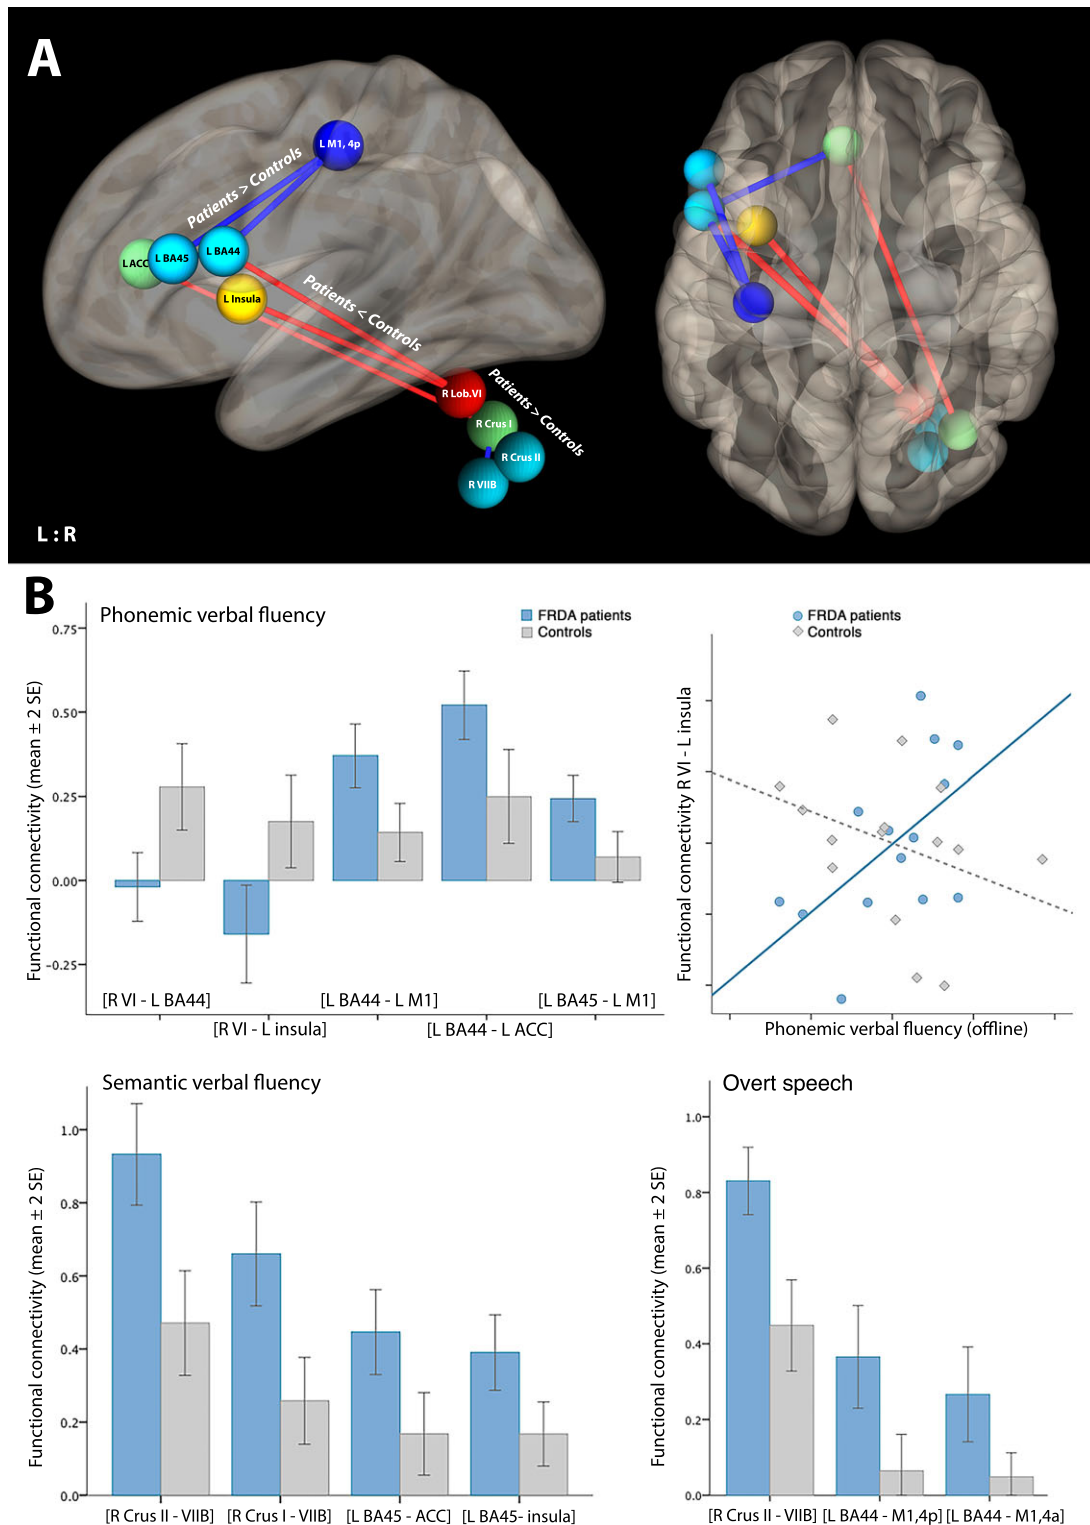 A
L M1, 4p
Patients > Controls
L ACC
L BA45
L BA44
L Insula
Patients < Controls
R Lob.VI
Patients > Controls
R Crus I
R Crus II
R VIIB
L : R
B
Phonemic verbal fluency
FRDA patients
Controls
Functional connectivity (mean ± 2 SE)
0.75
0.50
0.25
0.00
-0.25
[R VI - L BA44]
[L BA44 - L M1]
[L BA45 - L M1]
[R VI - L insula]
[L BA44 - L ACC]
FRDA patients
Controls
Functional connectivity R VI - L insula
Phonemic verbal fluency (offline)
Semantic verbal fluency
Functional connectivity (mean ± 2 SE)
1.0
0.8
0.6
0.4
0.2
0.0
[R Crus II - VIIB]
[R Crus I - VIIB]
[L BA45 - ACC]
[L BA45- insula]
Overt speech
Functional connectivity (mean ± 2 SE)
1.0
0.8
0.6
0.4
0.2
0.0
[R Crus II - VIIB]
[L BA44 - M1,4p]
[L BA44 - M1,4a]